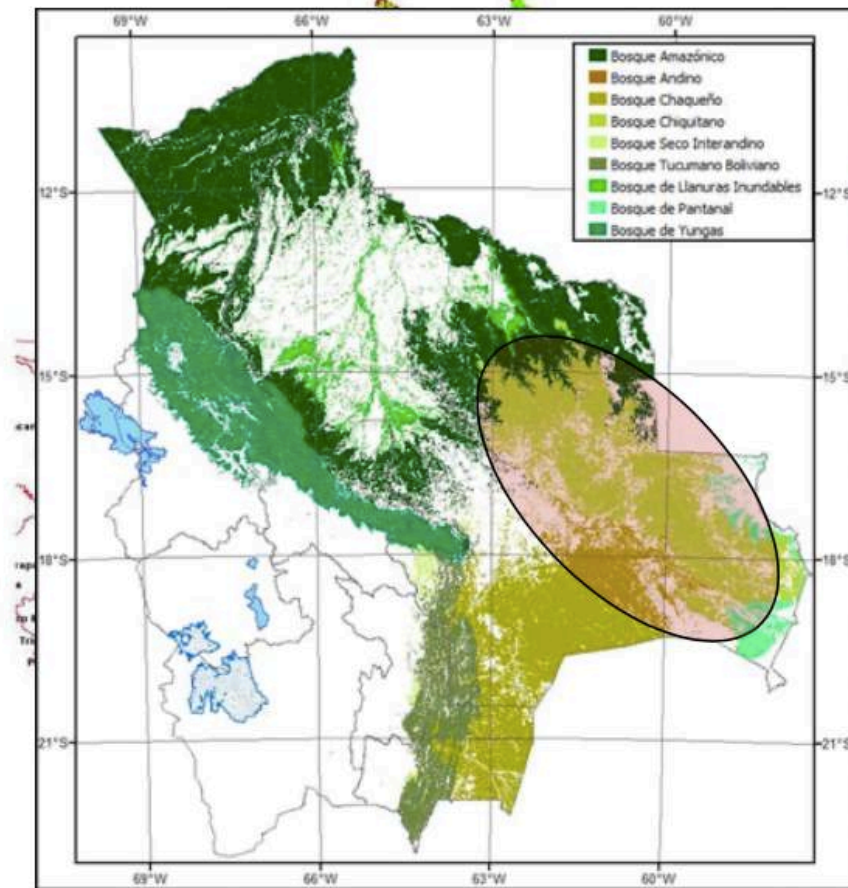 69°W 66°W 63°W 60°W
Bosque Amazónico
Bosque Andino
Bosque Chaqueño
Bosque Chiquitano
Bosque Seco Interandino
Bosque Tucumano Boliviano
Bosque de Llanuras Inundables
Bosque de Pantanal
Bosque de Yungas
12°S 12°S
15°S 15°S
18°S 18°S
21°S 21°S
69°W 66°W 63°W 60°W